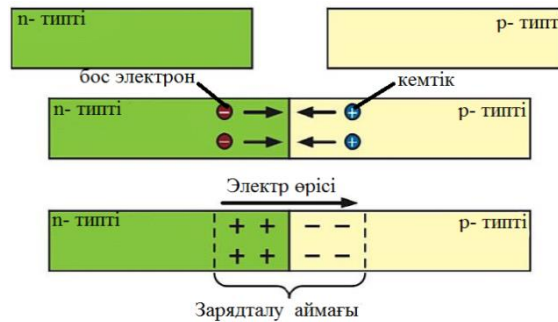 n- типті
p- типті
бос электрон
кемтік
n- типті
p- типті
Электр өрісі
n- типті
p- типті
Зарядталу аймағы